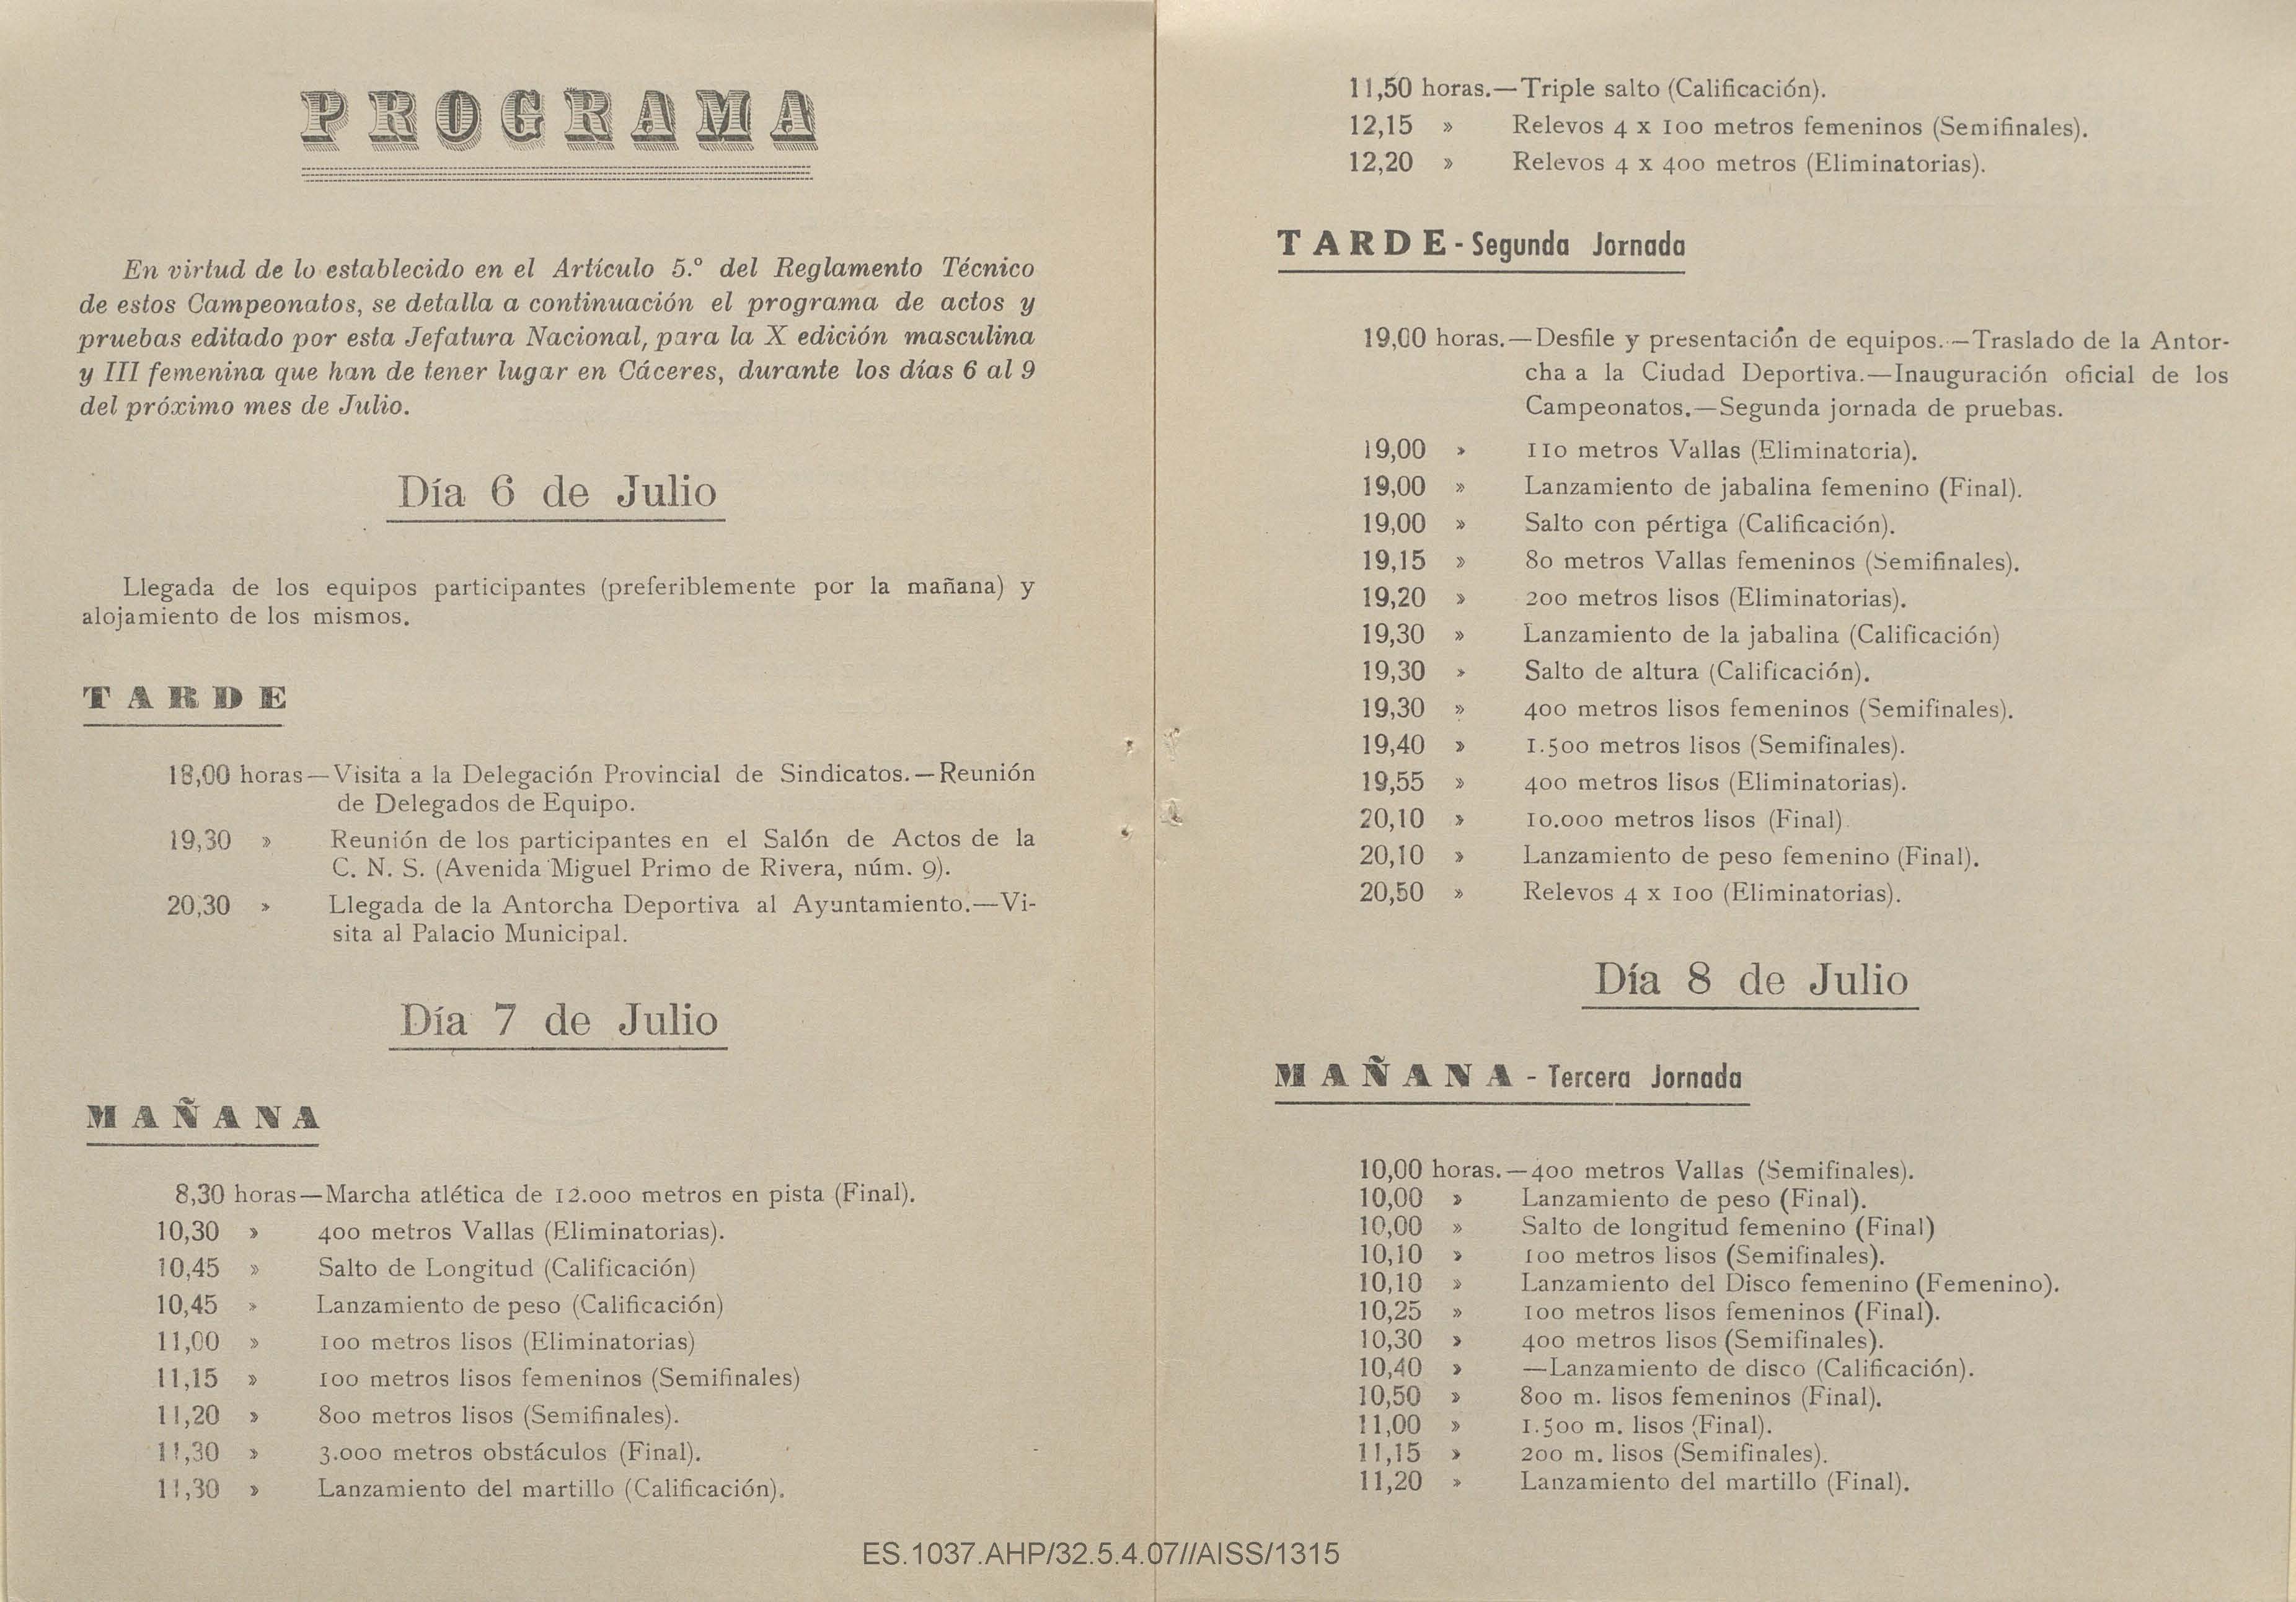 PROGRAMA
En virtud de lo establecido en el Artículo 5.º del Reglamento Técnico
de estos Campeonatos, se detalla a continuación el programa de actos y
pruebas editado por esta Jefatura Nacional, para la X edición masculina
y III femenina que han de tener lugar en Cáceres, durante los días 6 al 9
del próximo mes de Julio.
Día 6 de Julio
Llegada de los equipos participantes (preferiblemente por la mañana) y
alojamiento de los mismos.
TARDE
18,00 horas—Visita a la Delegación Provincial de Sindicatos.—Reunión
de Delegados de Equipo.
19,30 » Reunión de los participantes en el Salón de Actos de la
C. N. S. (Avenida Miguel Primo de Rivera, núm. 9).
20,30 » Llegada de la Antorcha Deportiva al Ayuntamiento.—Vi-
sita al Palacio Municipal.
Día 7 de Julio
MAÑANA
8,30 horas—Marcha atlética de 12.000 metros en pista (Final).
10,30 » 400 metros Vallas (Eliminatorias).
10,45 » Salto de Longitud (Calificación)
10,45 » Lanzamiento de peso (Calificación)
11,00 » 100 metros lisos (Eliminatorias)
11,15 » 100 metros lisos femeninos (Semifinales)
11,20 » 800 metros lisos (Semifinales).
11,30 » 3.000 metros obstáculos (Final).
11,30 » Lanzamiento del martillo (Calificación).
11,50 horas.—Triple salto (Calificación).
12,15 » Relevos 4 x 100 metros femeninos (Semifinales).
12,20 » Relevos 4 x 400 metros (Eliminatorias).
TARDE - Segunda Jornada
19,00 horas.—Desfile y presentación de equipos.—Traslado de la Antor-
cha a la Ciudad Deportiva.—Inauguración oficial de los
Campeonatos.—Segunda jornada de pruebas.
19,00 » 110 metros Vallas (Eliminatoria).
19,00 » Lanzamiento de jabalina femenino (Final).
19,00 » Salto con pértiga (Calificación).
19,15 » 80 metros Vallas femeninos (Semifinales).
19,20 » 200 metros lisos (Eliminatorias).
19,30 » Lanzamiento de la jabalina (Calificación)
19,30 » Salto de altura (Calificación).
19,30 » 400 metros lisos femeninos (Semifinales).
19,40 » 1.500 metros lisos (Semifinales).
19,55 » 400 metros lisos (Eliminatorias).
20,10 » 10.000 metros lisos (Final).
20,10 » Lanzamiento de peso femenino (Final).
20,50 » Relevos 4 x 100 (Eliminatorias).
Día 8 de Julio
MAÑANA - Tercera Jornada
10,00 horas.—400 metros Vallas (Semifinales).
10,00 » Lanzamiento de peso (Final).
10,00 » Salto de longitud femenino (Final)
10,10 » 100 metros lisos (Semifinales).
10,10 » Lanzamiento del Disco femenino (Femenino).
10,25 » 100 metros lisos femeninos (Final).
10,30 » 400 metros lisos (Semifinales).
10,40 » —Lanzamiento de disco (Calificación).
10,50 » 800 m. lisos femeninos (Final).
11,00 » 1.500 m. lisos (Final).
11,15 » 200 m. lisos (Semifinales).
11,20 » Lanzamiento del martillo (Final).
ES.1037.AHP/32.5.4.07//AISS/1315